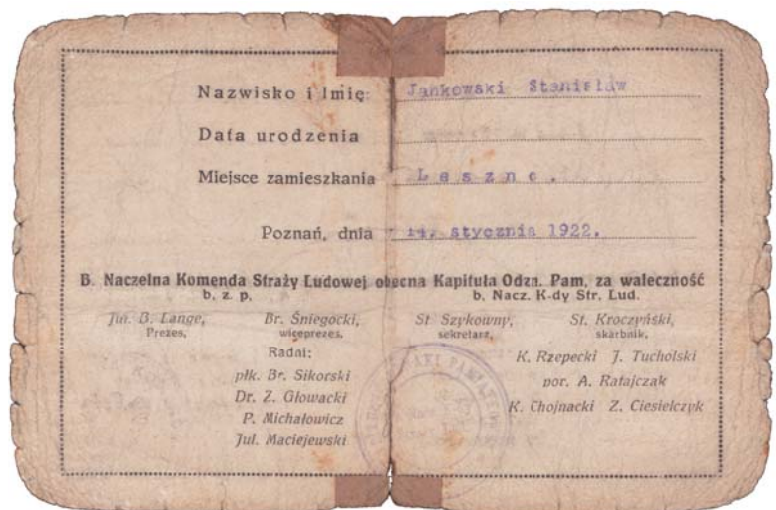 Nazwisko i Imię: Jankowski Stanisław
Data urodzenia
Miejsce zamieszkania Leszno.
Poznań, dnia 14. stycznia 1922.
B. Naczelna Komenda Straży Ludowej obecna Kapituła Odzn. Pam. za waleczność
b. z. p. b. Nacz. K-dy Str. Lud.
Jul. B. Lange, Br. Śniegocki, St. Szykowny, St. Kroczyński,
Prezes, wiceprezes, sekretarz, skarbnik,
Radni:
K. Rzepecki J. Tucholski
płk. Br. Sikorski
por. A. Ratajczak
Dr. Z. Głowacki
K. Chojnacki Z. Ciesielczyk
P. Michałowicz
Jul. Maciejewski